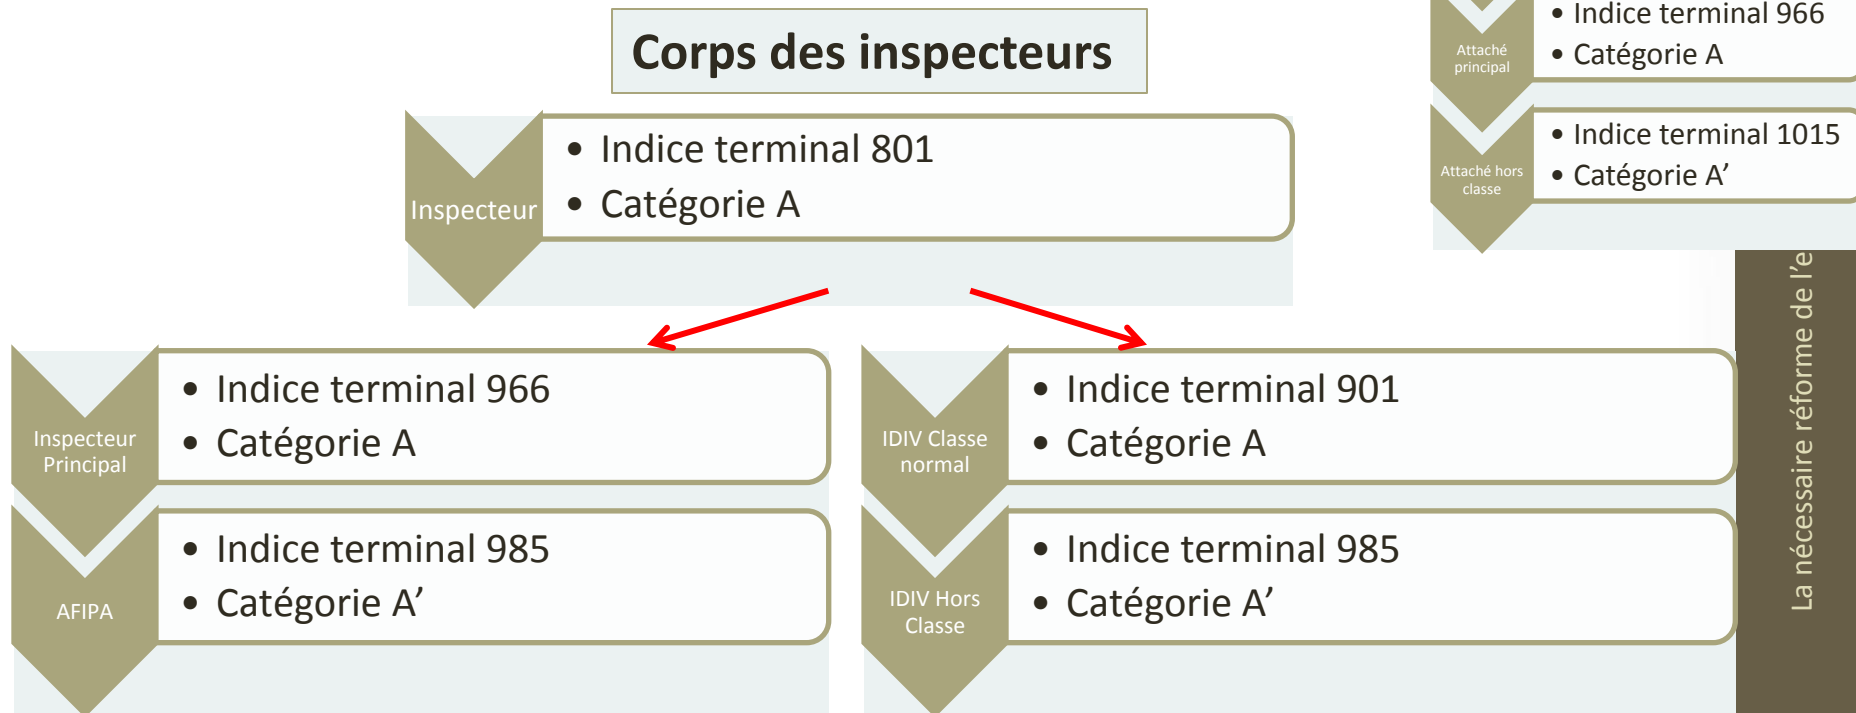 Corps des inspecteurs
Inspecteur
• Indice terminal 801
• Catégorie A
Inspecteur
Principal
• Indice terminal 966
• Catégorie A
AFIPA
• Indice terminal 985
• Catégorie A’
IDIV Classe
normal
• Indice terminal 901
• Catégorie A
IDIV Hors
Classe
• Indice terminal 985
• Catégorie A’
Attaché
principal
• Indice terminal 966
• Catégorie A
Attaché hors
classe
• Indice terminal 1015
• Catégorie A’
La nécessaire réforme de l’e